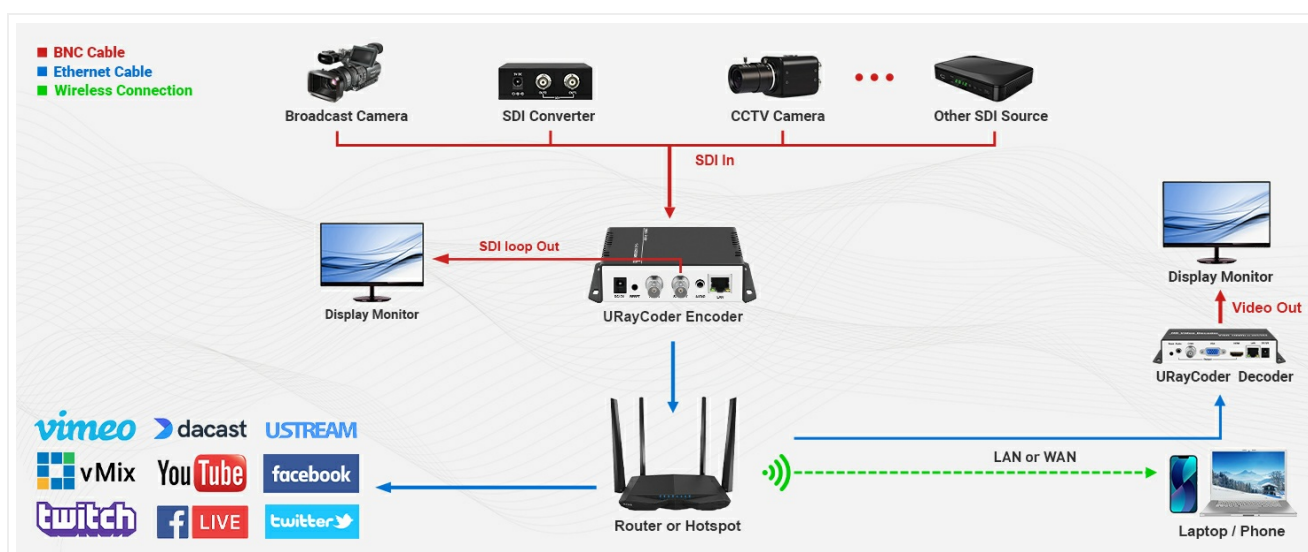 BNC Cable
Ethernet Cable
Wireless Connection
Broadcast Camera
SDI Converter
CCTV Camera
Other SDI Source
SDI In
SDI loop Out
Display Monitor
URayCoder Encoder
Display Monitor
Video Out
URayCoder Decoder
vimeo
dacast
USTREAM
vMix
YouTube
facebook
twitch
f LIVE
twitter
LAN or WAN
Router or Hotspot
Laptop / Phone